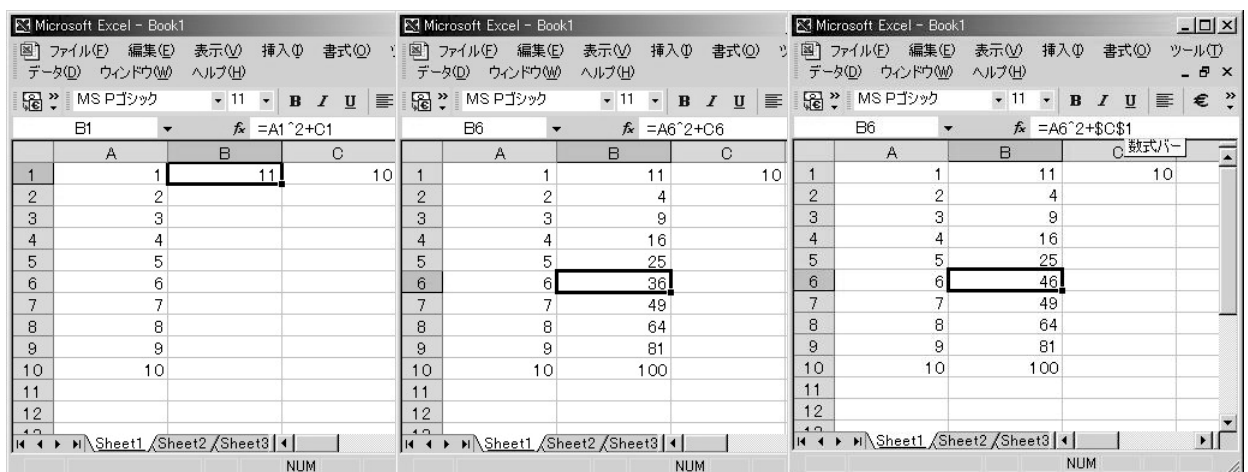 Microsoft Excel - Book1
ファイル(F) 編集(E) 表示(V) 挿入(I) 書式(O)
データ(D) ウィンドウ(W) ヘルプ(H)
MS Pゴシック 11 B I U
B1 fx =A1^2+C1
A B C
1 1 11 10
2 2
3 3
4 4
5 5
6 6
7 7
8 8
9 9
10 10
11
12
Sheet1 Sheet2 Sheet3
NUM
Microsoft Excel - Book1
ファイル(F) 編集(E) 表示(V) 挿入(I) 書式(O)
データ(D) ウィンドウ(W) ヘルプ(H)
MS Pゴシック 11 B I U
B6 fx =A6^2+C6
A B C
1 1 11 10
2 2 4
3 3 9
4 4 16
5 5 25
6 6 36
7 7 49
8 8 64
9 9 81
10 10 100
11
12
Sheet1 Sheet2 Sheet3
NUM
Microsoft Excel - Book1
ファイル(F) 編集(E) 表示(V) 挿入(I) 書式(O) ツール(T)
データ(D) ウィンドウ(W) ヘルプ(H)
MS Pゴシック 11 B I U €
B6 fx =A6^2+$C$1
数式バー
A B C
1 1 11 10
2 2 4
3 3 9
4 4 16
5 5 25
6 6 46
7 7 49
8 8 64
9 9 81
10 10 100
11
12
Sheet1 Sheet2 Sheet3
NUM